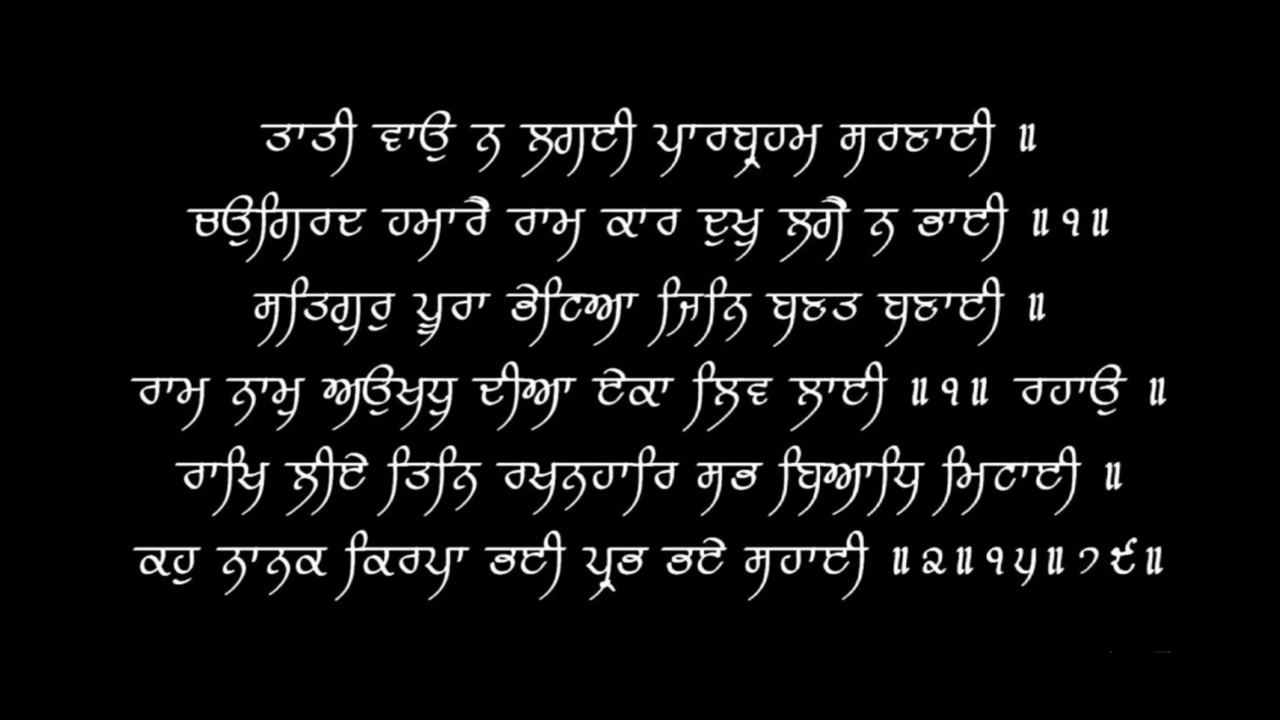 ਤਾਤੀ ਵਾਉ ਨ ਲਗਈ ਪਾਰਬ੍ਰਹਮ ਸਰਣਾਈ ॥
ਚਉਗਿਰਦ ਹਮਾਰੈ ਰਾਮ ਕਾਰ ਦੁਖੁ ਲਗੈ ਨ ਭਾਈ ॥੧॥
ਸਤਿਗੁਰੁ ਪੂਰਾ ਭੇਟਿਆ ਜਿਨਿ ਬਣਤ ਬਣਾਈ ॥
ਰਾਮ ਨਾਮੁ ਅਉਖਧੁ ਦੀਆ ਏਕਾ ਲਿਵ ਲਾਈ ॥੧॥ ਰਹਾਉ ॥
ਰਾਖਿ ਲੀਏ ਤਿਨਿ ਰਖਨਹਾਰਿ ਸਭ ਬਿਆਧਿ ਮਿਟਾਈ ॥
ਕਹੁ ਨਾਨਕ ਕਿਰਪਾ ਭਈ ਪ੍ਰਭ ਭਏ ਸਹਾਈ ॥੨॥੧੫॥੭੯॥